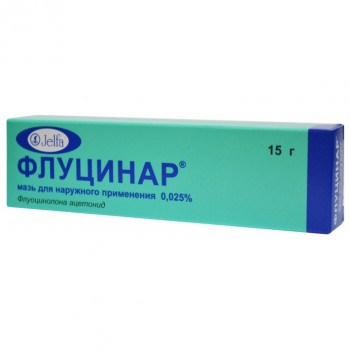 Jelfa
ФЛУЦИНАР®
15 г
мазь для наружного применения 0,025%
Флуоцинолона ацетонид